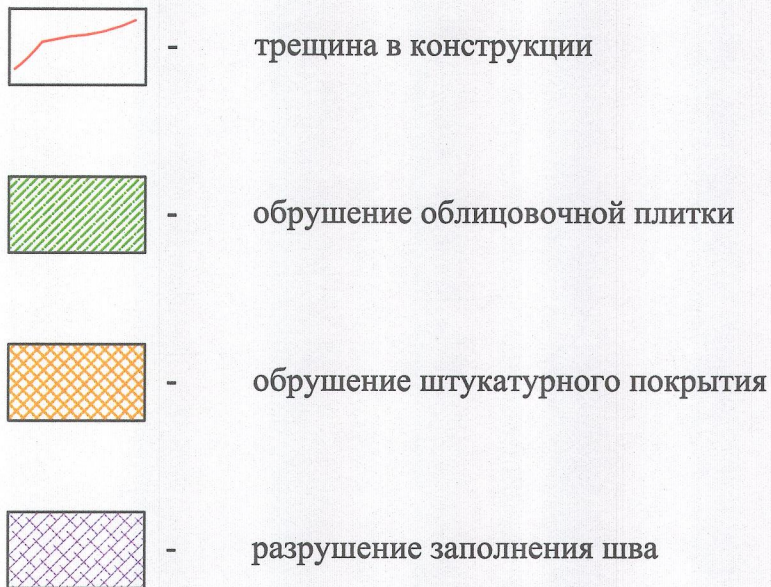 - трещина в конструкции
- обрушение облицовочной плитки
- обрушение штукатурного покрытия
- разрушение заполнения шва